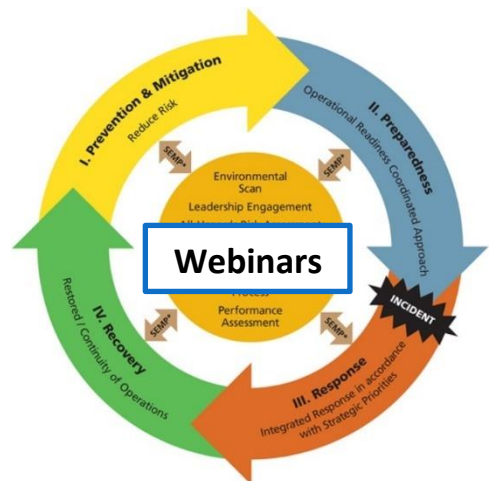 I. Prevention & Mitigation
Reduce Risk
II. Preparedness
Operational Readiness Coordinated Approach
INCIDENT
III. Response
Integrated Response in accordance
with Strategic Priorities
IV. Recovery
Restored / Continuity of Operations
SEMP*
SEMP*
SEMP*
SEMP*
Environmental
Scan
Leadership Engagement
Webinars
Process
Performance
Assessment